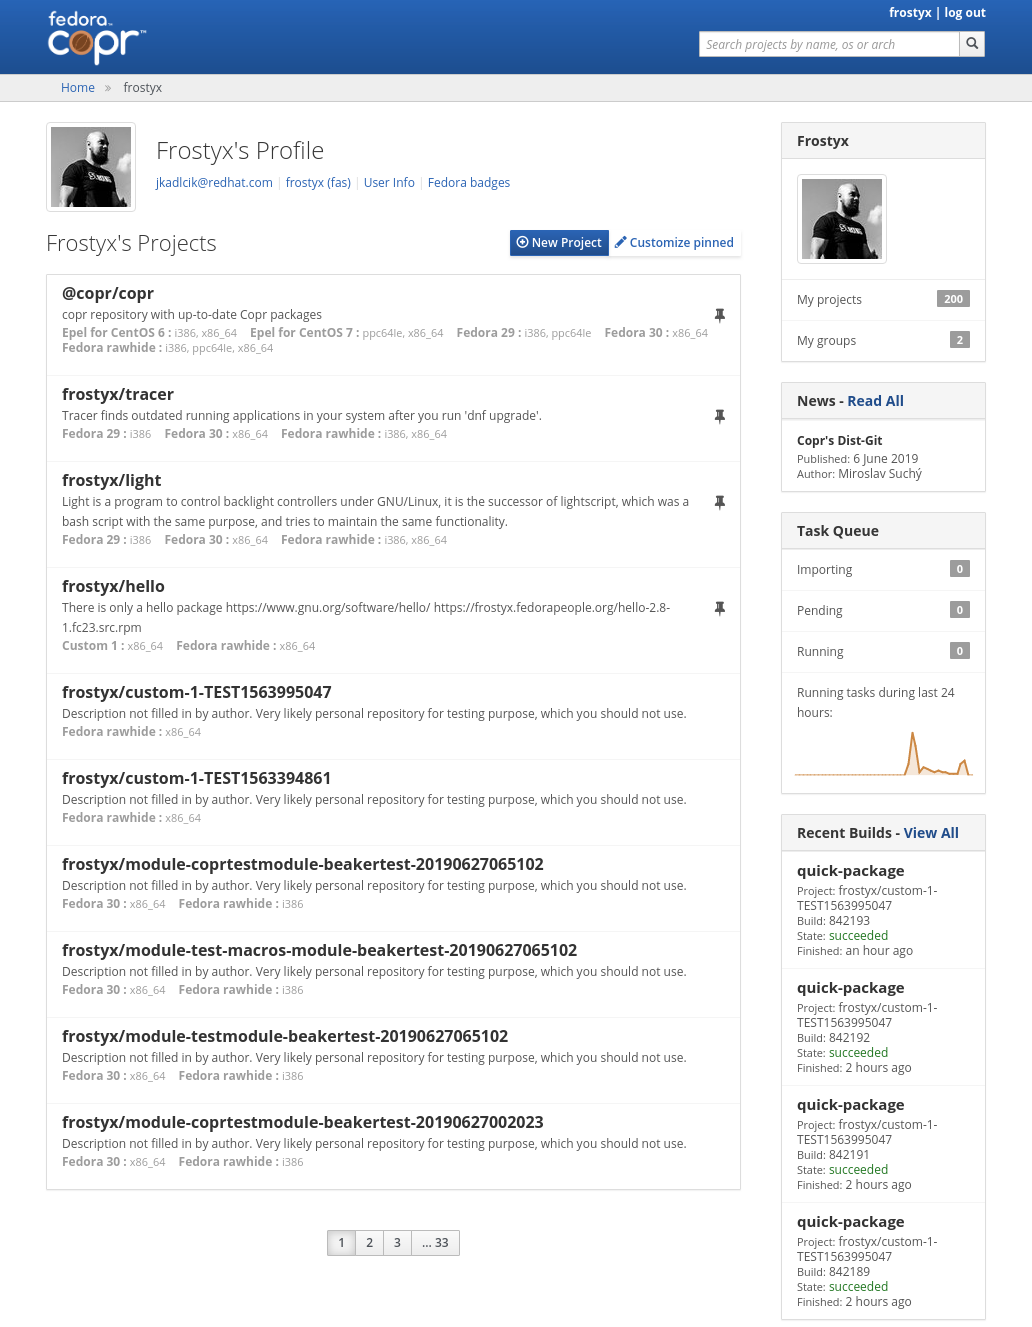 fedora™
copr™
frostyx | log out
Search projects by name, os or arch
Home » frostyx
Frostyx's Profile
jkadlcik@redhat.com | frostyx (fas) | User Info | Fedora badges
Frostyx's Projects
New Project
Customize pinned
@copr/copr
copr repository with up-to-date Copr packages
Epel for CentOS 6 : i386, x86_64 Epel for CentOS 7 : ppc64le, x86_64 Fedora 29 : i386, ppc64le Fedora 30 : x86_64
Fedora rawhide : i386, ppc64le, x86_64
frostyx/tracer
Tracer finds outdated running applications in your system after you run 'dnf upgrade'.
Fedora 29 : i386 Fedora 30 : x86_64 Fedora rawhide : i386, x86_64
frostyx/light
Light is a program to control backlight controllers under GNU/Linux, it is the successor of lightscript, which was a
bash script with the same purpose, and tries to maintain the same functionality.
Fedora 29 : i386 Fedora 30 : x86_64 Fedora rawhide : i386, x86_64
frostyx/hello
There is only a hello package https://www.gnu.org/software/hello/ https://frostyx.fedorapeople.org/hello-2.8-
1.fc23.src.rpm
Custom 1 : x86_64 Fedora rawhide : x86_64
frostyx/custom-1-TEST1563995047
Description not filled in by author. Very likely personal repository for testing purpose, which you should not use.
Fedora rawhide : x86_64
frostyx/custom-1-TEST1563394861
Description not filled in by author. Very likely personal repository for testing purpose, which you should not use.
Fedora rawhide : x86_64
frostyx/module-coprtestmodule-beakertest-20190627065102
Description not filled in by author. Very likely personal repository for testing purpose, which you should not use.
Fedora 30 : x86_64 Fedora rawhide : i386
frostyx/module-test-macros-module-beakertest-20190627065102
Description not filled in by author. Very likely personal repository for testing purpose, which you should not use.
Fedora 30 : x86_64 Fedora rawhide : i386
frostyx/module-testmodule-beakertest-20190627065102
Description not filled in by author. Very likely personal repository for testing purpose, which you should not use.
Fedora 30 : x86_64 Fedora rawhide : i386
frostyx/module-coprtestmodule-beakertest-20190627002023
Description not filled in by author. Very likely personal repository for testing purpose, which you should not use.
Fedora 30 : x86_64 Fedora rawhide : i386
1 2 3 ... 33
Frostyx
My projects 200
My groups 2
News - Read All
Copr's Dist-Git
Published: 6 June 2019
Author: Miroslav Suchý
Task Queue
Importing 0
Pending 0
Running 0
Running tasks during last 24
hours:
Recent Builds - View All
quick-package
Project: frostyx/custom-1-
TEST1563995047
Build: 842193
State: succeeded
Finished: an hour ago
quick-package
Project: frostyx/custom-1-
TEST1563995047
Build: 842192
State: succeeded
Finished: 2 hours ago
quick-package
Project: frostyx/custom-1-
TEST1563995047
Build: 842191
State: succeeded
Finished: 2 hours ago
quick-package
Project: frostyx/custom-1-
TEST1563995047
Build: 842189
State: succeeded
Finished: 2 hours ago